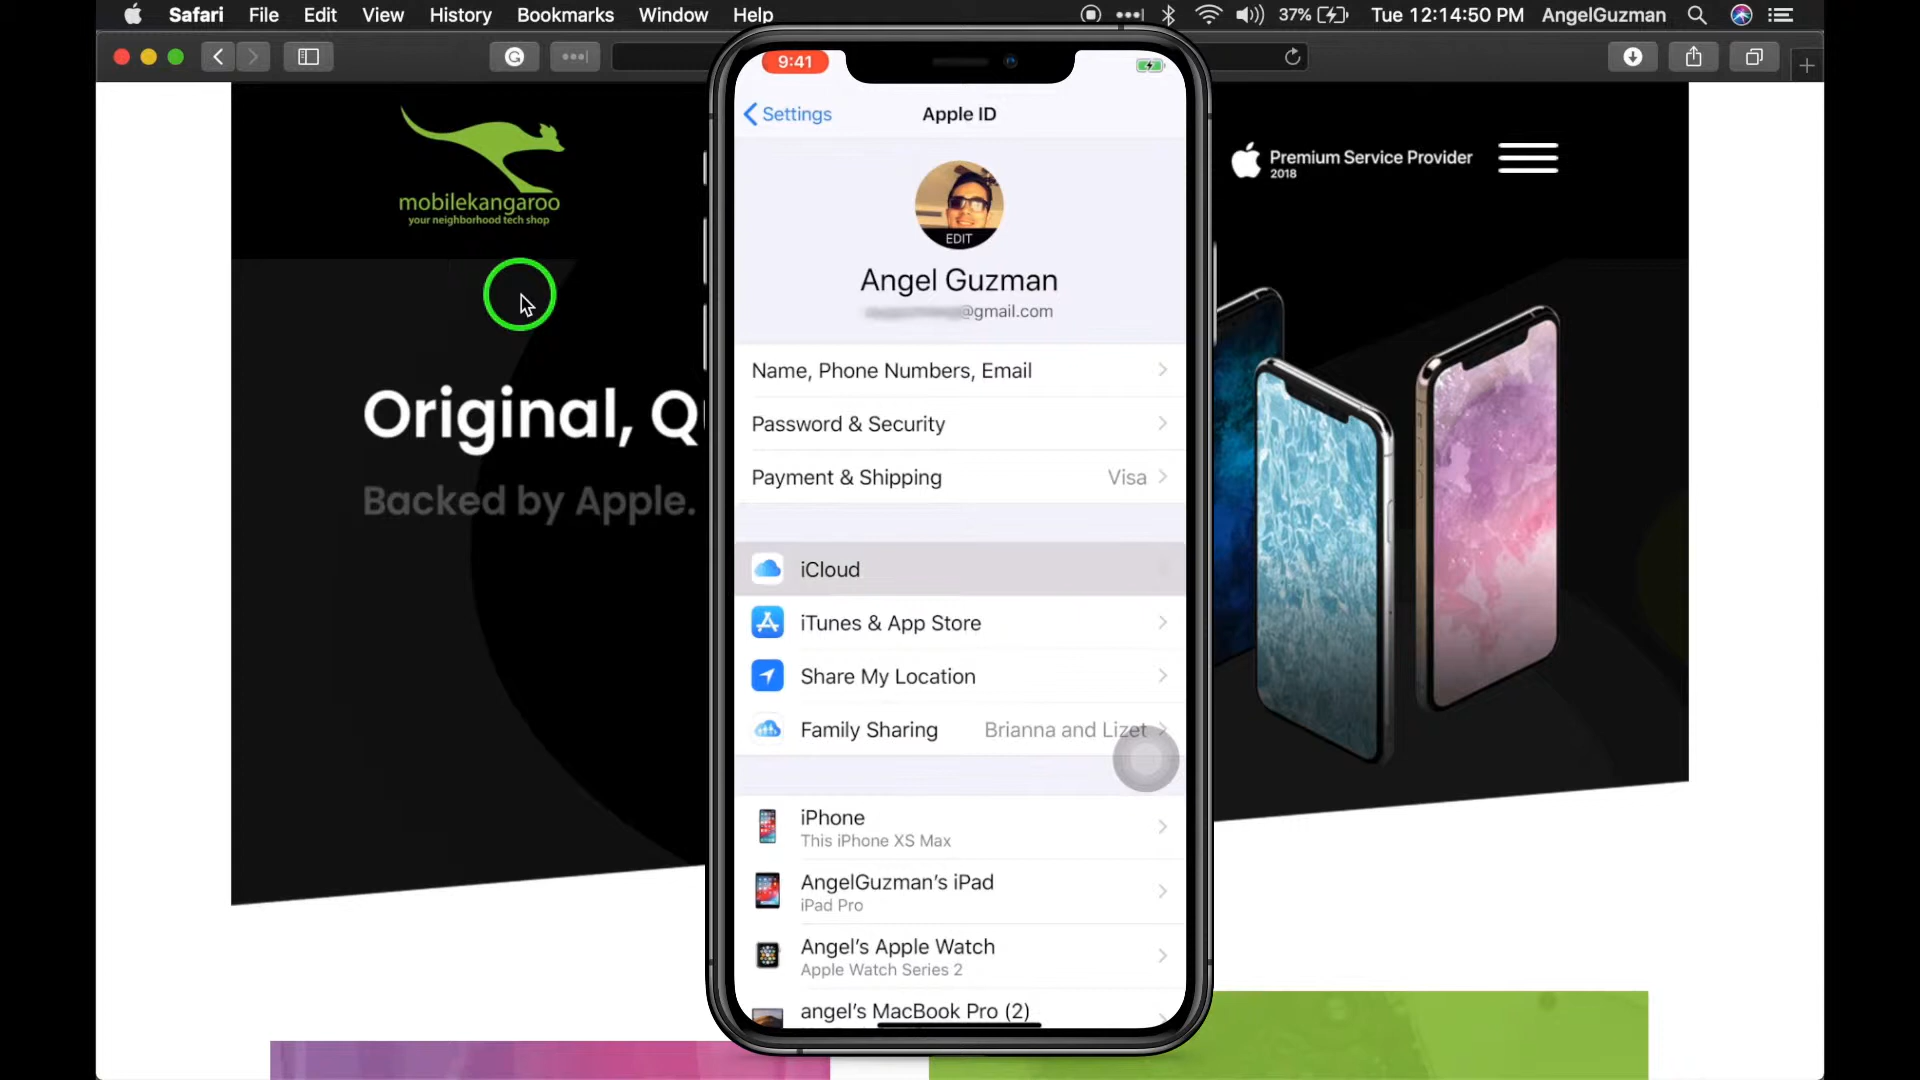 Safari File Edit View History Bookmarks Window Help 37% Tue 12:14:50 PM AngelGuzman
9:41
Settings Apple ID
EDIT
Angel Guzman
@gmail.com
Name, Phone Numbers, Email
Password & Security
Payment & Shipping Visa
iCloud
iTunes & App Store
Share My Location
Family Sharing Brianna and Lizet
iPhone
This iPhone XS Max
AngelGuzman's iPad
iPad Pro
Angel's Apple Watch
Apple Watch Series 2
angel's MacBook Pro (2)
mobilekangaroo
your neighborhood tech shop
Premium Service Provider
2018
Original, Q
Backed by Apple.